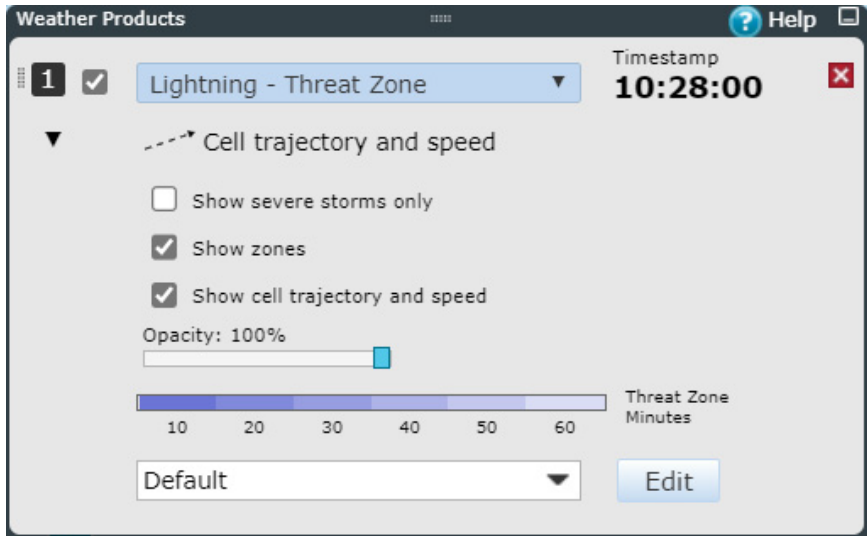 Weather Products
? Help
1 Lightning - Threat Zone
Timestamp
10:28:00
Cell trajectory and speed
Show severe storms only
Show zones
Show cell trajectory and speed
Opacity: 100%
Threat Zone
Minutes
10 20 30 40 50 60
Default
Edit